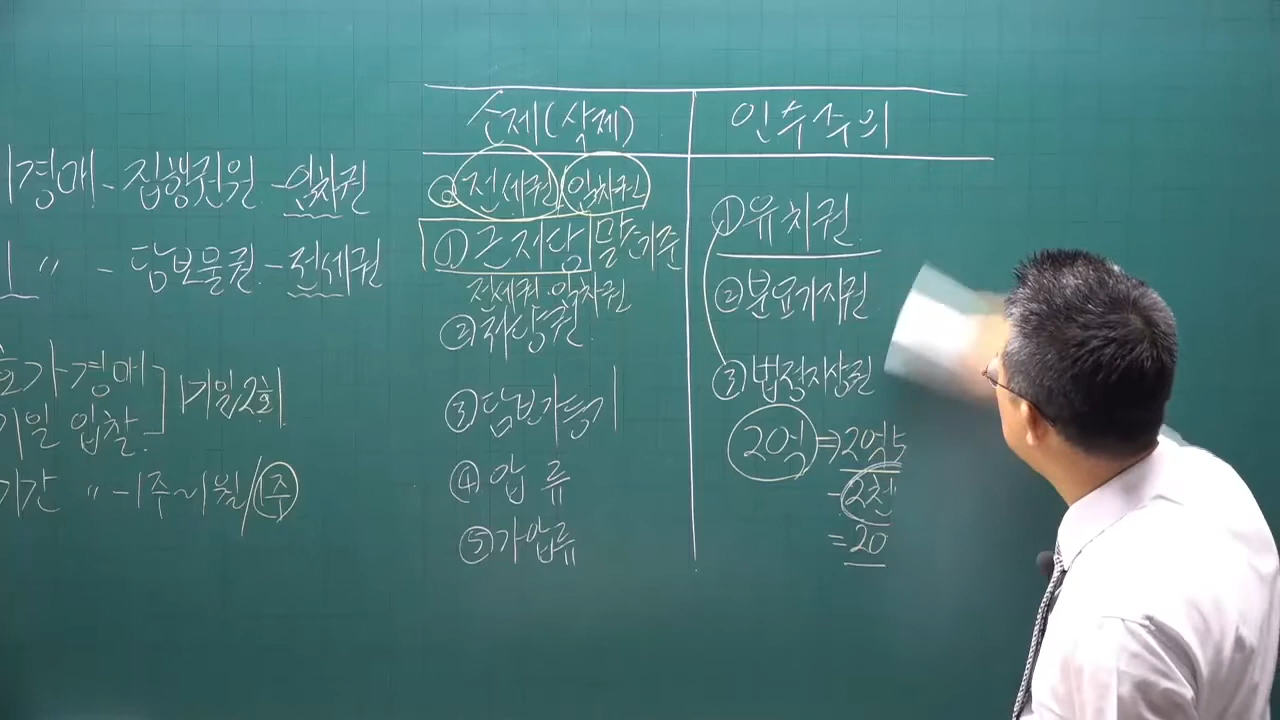 경매 - 집행권원 - 임차권
〃 - 담보물권 - 전세권
호가경매
기일 입찰
1기일 2회
기간 〃 - 1주~1월/1주
소제(삭제)
⓪ 전세권 임차권
① 근저당 말소기준
전세권·임차권
② 저당권
③ 담보가등기
④ 압류
⑤ 가압류
인수주의
① 유치권
② 분묘기지권
③ 법정지상권
20억 ⇒ 2억
- 2천
= 20